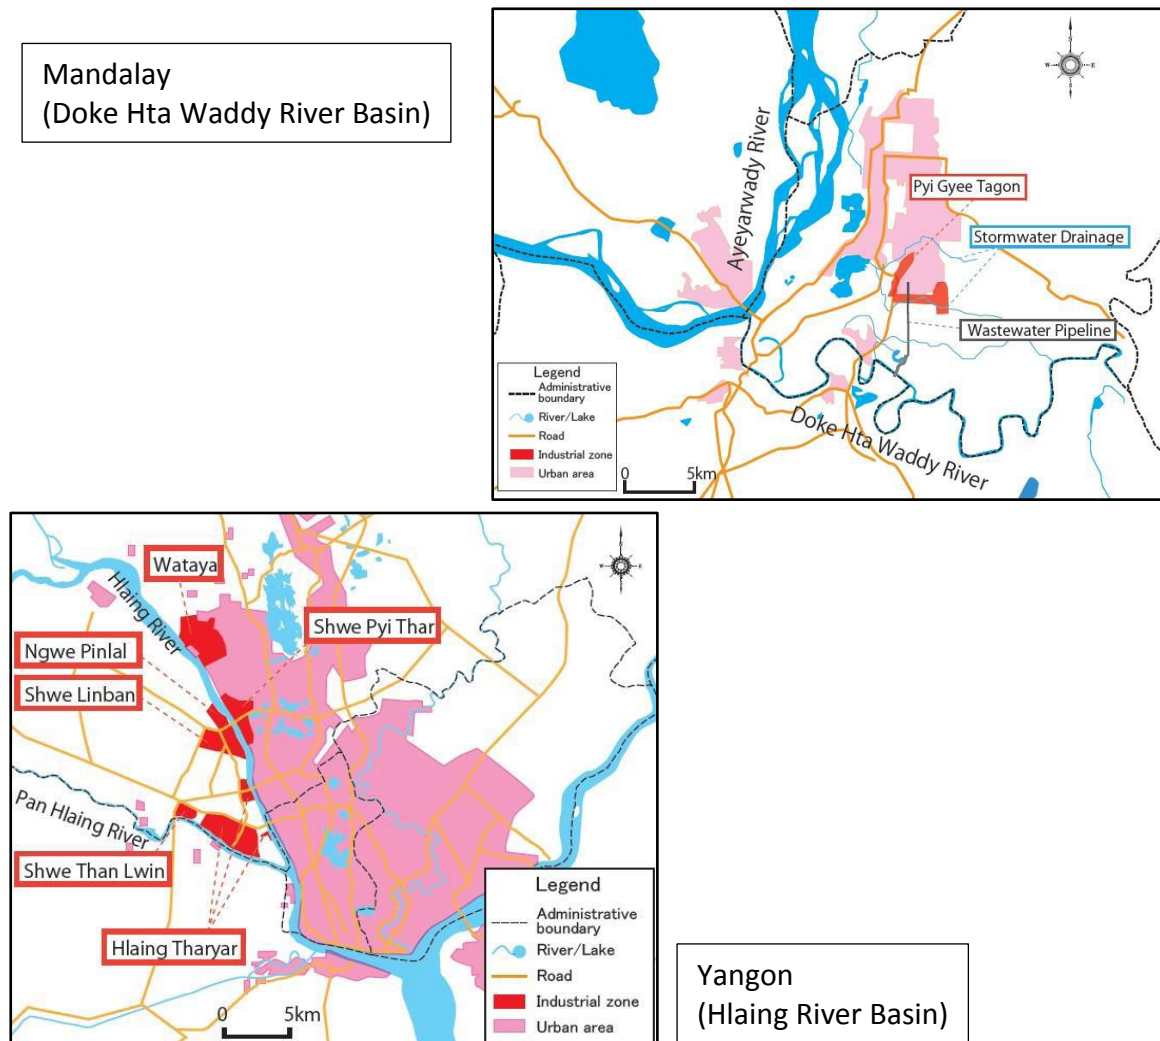 Mandalay
(Doke Hta Waddy River Basin)
N
W
E
S
Ayeyarwady River
Pyi Gyee Tagon
Stormwater Drainage
Wastewater Pipeline
Doke Hta Waddy River
Legend
Administrative
boundary
River/Lake
Road
Industrial zone
Urban area
0 5km
Wataya
Hlaing River
Shwe Pyi Thar
Ngwe Pinlal
Shwe Linban
Pan Hlaing River
Shwe Than Lwin
Hlaing Tharyar
0 5km
N
W
E
S
Legend
Administrative
boundary
River/Lake
Road
Industrial zone
Urban area
Yangon
(Hlaing River Basin)